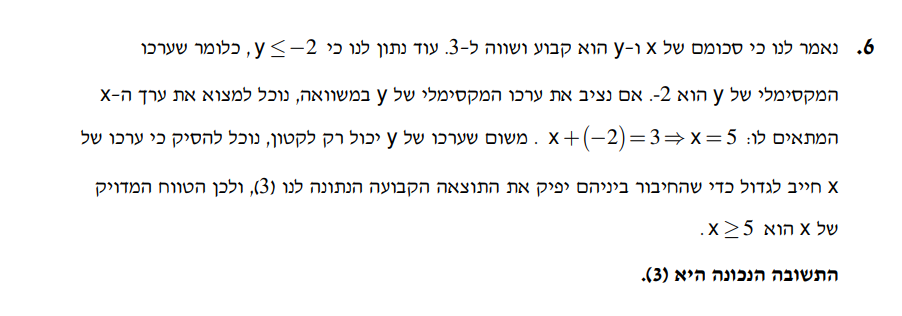 6. נאמר לנו כי סכומם של x ו-y הוא קבוע ושווה ל-3. עוד נתון לנו כי y ≤ −2, כלומר שערכו
המקסימלי של y הוא 2-. אם נציב את ערכו המקסימלי של y במשוואה, נוכל למצוא את ערך ה-x
המתאים לו: x + (−2) = 3 ⇒ x = 5 . משום שערכו של y יכול רק לקטון, נוכל להסיק כי ערכו של
x חייב לגדול כדי שהחיבור ביניהם יפיק את התוצאה הקבועה הנתונה לנו (3), ולכן הטווח המדויק
של x הוא x ≥ 5.
התשובה הנכונה היא (3).